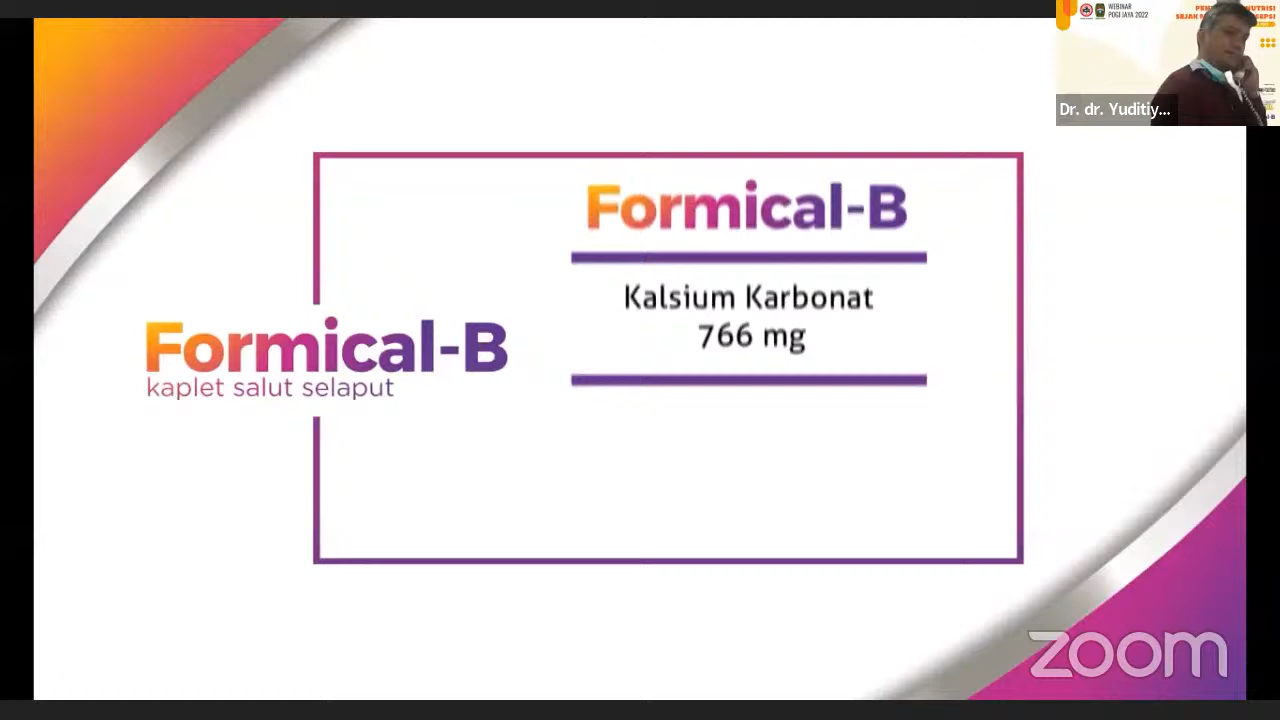 WEBINAR
POGI JAYA 2022
Dr. dr. Yuditiy...
Formical-B
Kalsium Karbonat
766 mg
Formical-B
kaplet salut selaput
zoom